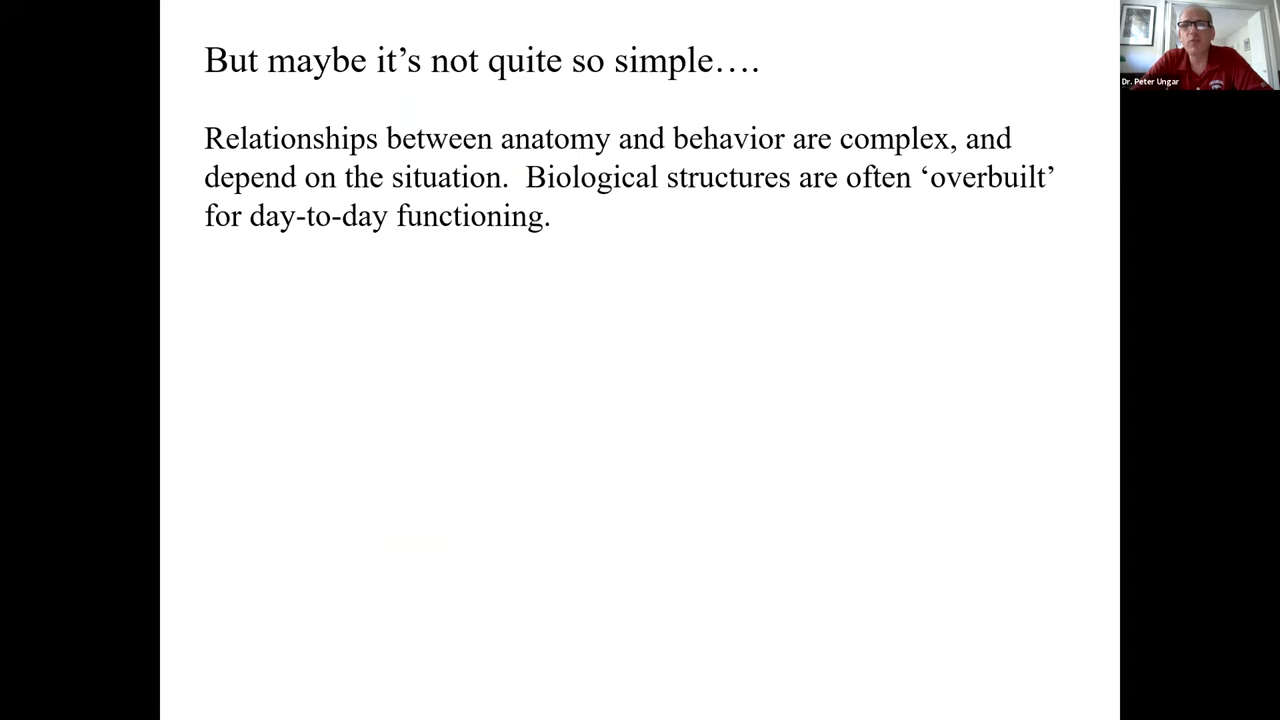 But maybe it’s not quite so simple….
Relationships between anatomy and behavior are complex, and
depend on the situation.  Biological structures are often ‘overbuilt’
for day-to-day functioning.
Dr. Peter Ungar